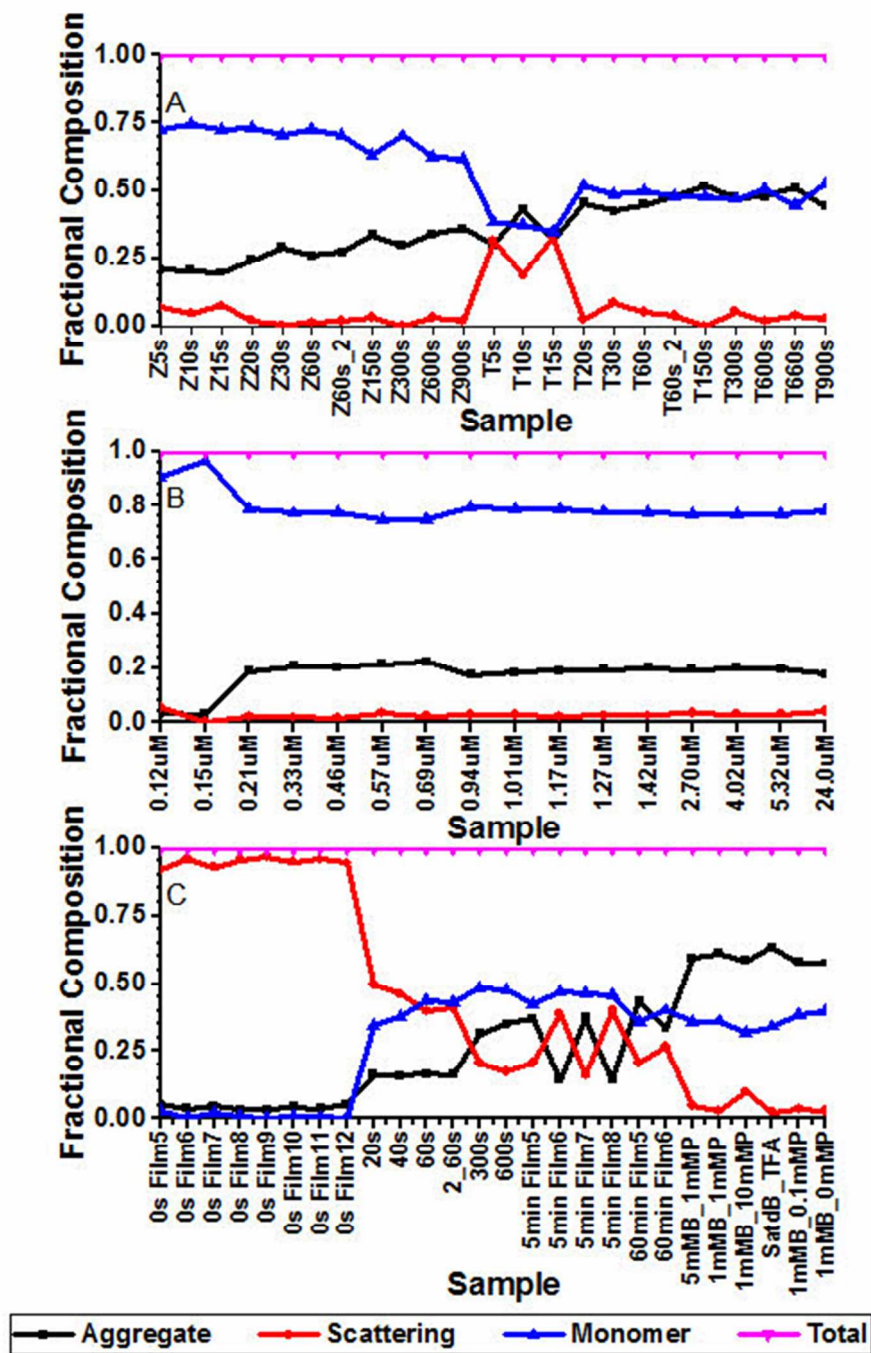 1.00
0.75
0.50
0.25
0.00
Fractional Composition
A
Z5s
Z10s
Z15s
Z20s
Z30s
Z60s
Z60s_2
Z150s
Z300s
Z600s
Z900s
T5s
T10s
T15s
T20s
T30s
T60s
T60s_2
T150s
T300s
T600s
T660s
T900s
Sample
1.0
0.8
0.6
0.4
0.2
0.0
Fractional Composition
B
0.12uM
0.15uM
0.21uM
0.33uM
0.46uM
0.57uM
0.69uM
0.94uM
1.01uM
1.17uM
1.27uM
1.42uM
2.70uM
4.02uM
5.32uM
24.0uM
Sample
1.00
0.75
0.50
0.25
0.00
Fractional Composition
C
0s Film5
0s Film6
0s Film7
0s Film8
0s Film9
0s Film10
0s Film11
0s Film12
20s
40s
60s
2_60s
300s
600s
5min Film5
5min Film6
5min Film7
5min Film8
60min Film5
60min Film6
5mMB_1mMP
1mMB_1mMP
1mMB_10mMP
SatdB_TFA
1mMB_0.1mMP
1mMB_0mMP
Sample
Aggregate Scattering Monomer Total